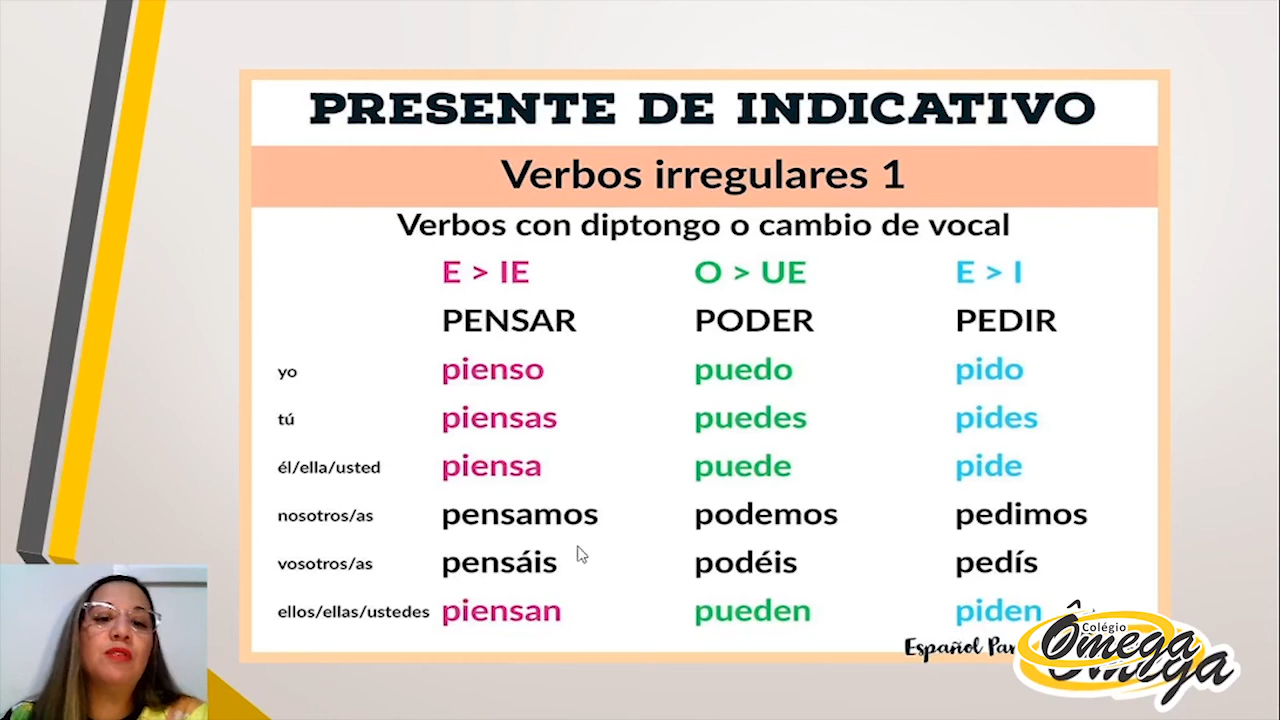 PRESENTE DE INDICATIVO
Verbos irregulares 1
Verbos con diptongo o cambio de vocal
E > IE O > UE E > I
PENSAR PODER PEDIR
yo pienso puedo pido
tú piensas puedes pides
él/ella/usted piensa puede pide
nosotros/as pensamos podemos pedimos
vosotros/as pensáis podéis pedís
ellos/ellas/ustedes piensan pueden piden
Español
Colégio
Ômega
Ômega